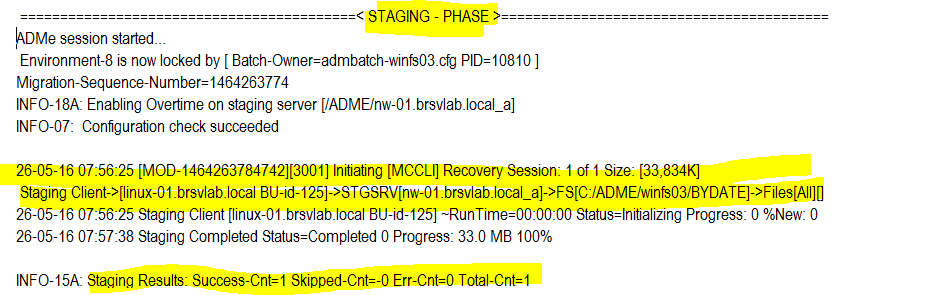 ==========================================< STAGING - PHASE >=========================================
ADMe session started...
Environment-8 is now locked by [ Batch-Owner=admbatch-winfs03.cfg PID=10810 ]
Migration-Sequence-Number=1464263774
INFO-18A: Enabling Overtime on staging server [/ADME/nw-01.brsvlab.local_a]
INFO-07:  Configuration check succeeded
26-05-16 07:56:25 [MOD-1464263784742][3001] Initiating [MCCLI] Recovery Session: 1 of 1 Size: [33,834K]
Staging Client->[linux-01.brsvlab.local BU-id-125]->STGSRV[nw-01.brsvlab.local_a]->FS[C:/ADME/winfs03/BYDATE]->Files[All][]
26-05-16 07:56:25 Staging Client [linux-01.brsvlab.local BU-id-125] ~RunTime=00:00:00 Status=Initializing Progress: 0 %New: 0
26-05-16 07:57:38 Staging Completed Status=Completed 0 Progress: 33.0 MB 100%
INFO-15A: Staging Results: Success-Cnt=1 Skipped-Cnt=-0 Err-Cnt=0 Total-Cnt=1